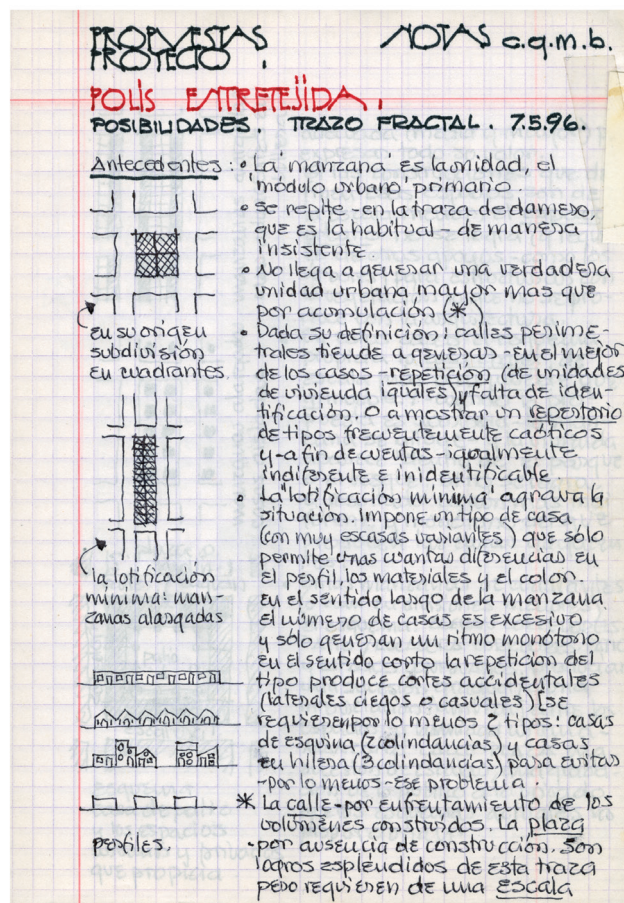 PROPUESTAS
PROYECTO.
NOTAS c.g.m.b.
POLÍS ENTRETEJIDA.
POSIBILIDADES. TRAZO FRACTAL. 7.5.96.
Antecedentes:
• La 'manzana' es la unidad, el
'módulo urbano' primario.
• Se repite - en la traza de damero,
que es la habitual - de manera
insistente.
• No llega a generar una verdadera
unidad urbana mayor mas que
por acumulación (*)
• Dada su definición: calles perime-
trales tiende a generar - en el mejor
de los casos - repetición (de unidades
de vivienda iguales) y falta de iden-
tificación. O a mostrar un repertorio
de tipos frecuentemente caóticos
y - a fin de cuentas - igualmente
indiferente e inidentificable.
• La 'lotificación mínima' agrava la
situación. Impone un tipo de casa
(con muy escasas variantes) que sólo
permite unas cuantas diferencias en
el perfil, los materiales y el color.
en el sentido largo de la manzana
el número de casas es excesivo
y sólo generan un ritmo monótono.
en el sentido corto la repetición del
tipo produce cortes accidentales
(laterales ciegos o casuales) [se
requieren por lo menos 2 tipos: casas
de esquina (2 colindancias) y casas
en hilera (3 colindancias) para evitar
- por lo menos - ese problema.
* La calle - por enfrentamiento de los
volúmenes construídos. La plaza
• por ausencia de construcción. Son
logros espléndidos de esta traza
pero requieren de una escala
en su origen
subdivisión
en cuadrantes.
la lotificación
mínima: man-
zanas alargadas
perfiles.